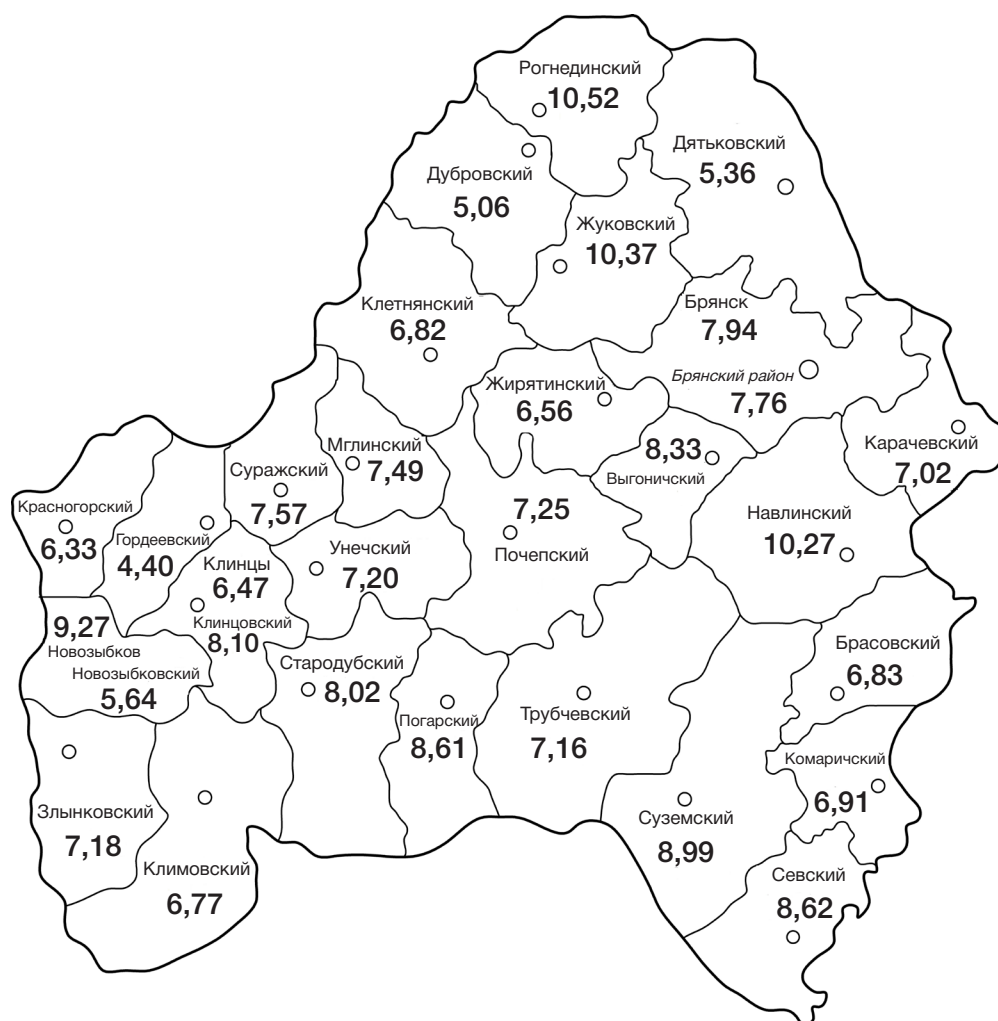 Рогнединский
10,52
Дятьковский
5,36
Дубровский
5,06
Жуковский
10,37
Клетнянский
6,82
Брянск
7,94
Брянский район
7,76
Жирятинский
6,56
Мглинский
7,49
8,33
Выгоничский
Карачевский
7,02
Суражский
7,57
Красногорский
6,33
Гордеевский
4,40
7,25
Почепский
Навлинский
10,27
Унечский
7,20
Клинцы
6,47
Клинцовский
8,10
9,27
Новозыбков
Новозыбковский
5,64
Стародубский
8,02
Погарский
8,61
Трубчевский
7,16
Брасовский
6,83
Комаричский
6,91
Суземский
8,99
Злынковский
7,18
Климовский
6,77
Севский
8,62